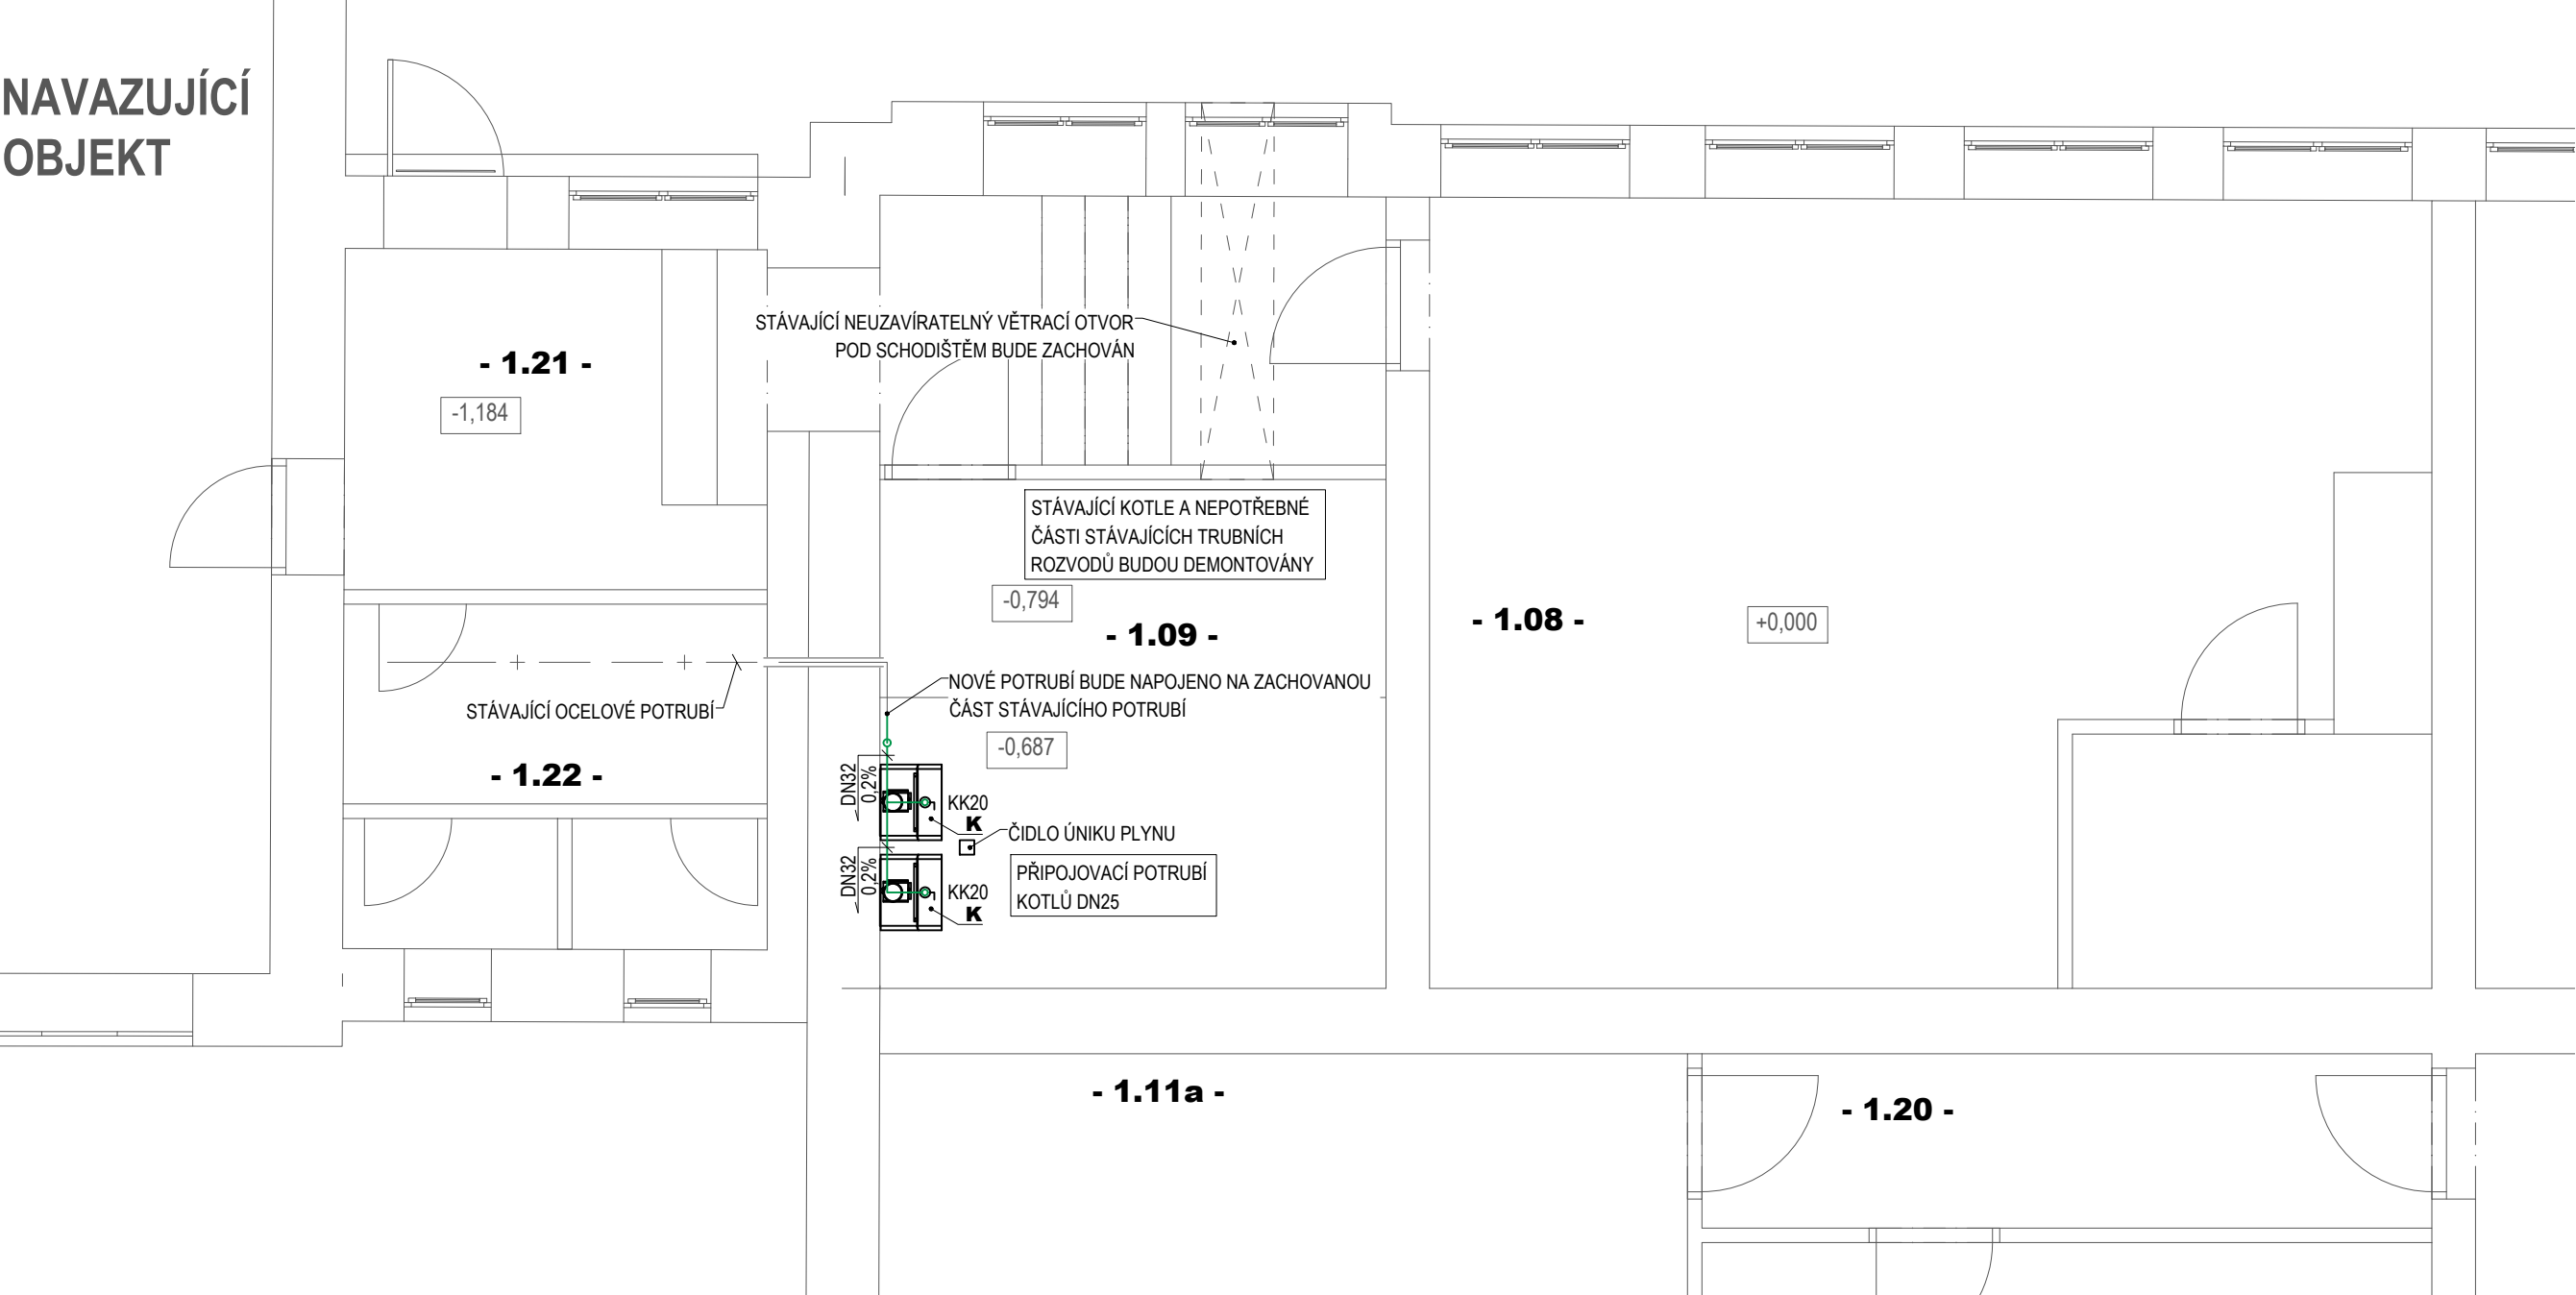 NAVAZUJÍCÍ
OBJEKT
STÁVAJÍCÍ NEUZAVÍRATELNÝ VĚTRACÍ OTVOR
POD SCHODIŠTĚM BUDE ZACHOVÁN
- 1.21 -
-1,184
STÁVAJÍCÍ KOTLE A NEPOTŘEBNÉ
ČÁSTI STÁVAJÍCÍCH TRUBNÍCH
ROZVODŮ BUDOU DEMONTOVÁNY
-0,794
- 1.09 -
- 1.08 -
+0,000
NOVÉ POTRUBÍ BUDE NAPOJENO NA ZACHOVANOU
ČÁST STÁVAJÍCÍHO POTRUBÍ
STÁVAJÍCÍ OCELOVÉ POTRUBÍ
-0,687
- 1.22 -
DN32
0,2%
KK20
K
ČIDLO ÚNIKU PLYNU
DN32
0,2%
KK20
K
PŘIPOJOVACÍ POTRUBÍ
KOTLŮ DN25
- 1.11a -
- 1.20 -